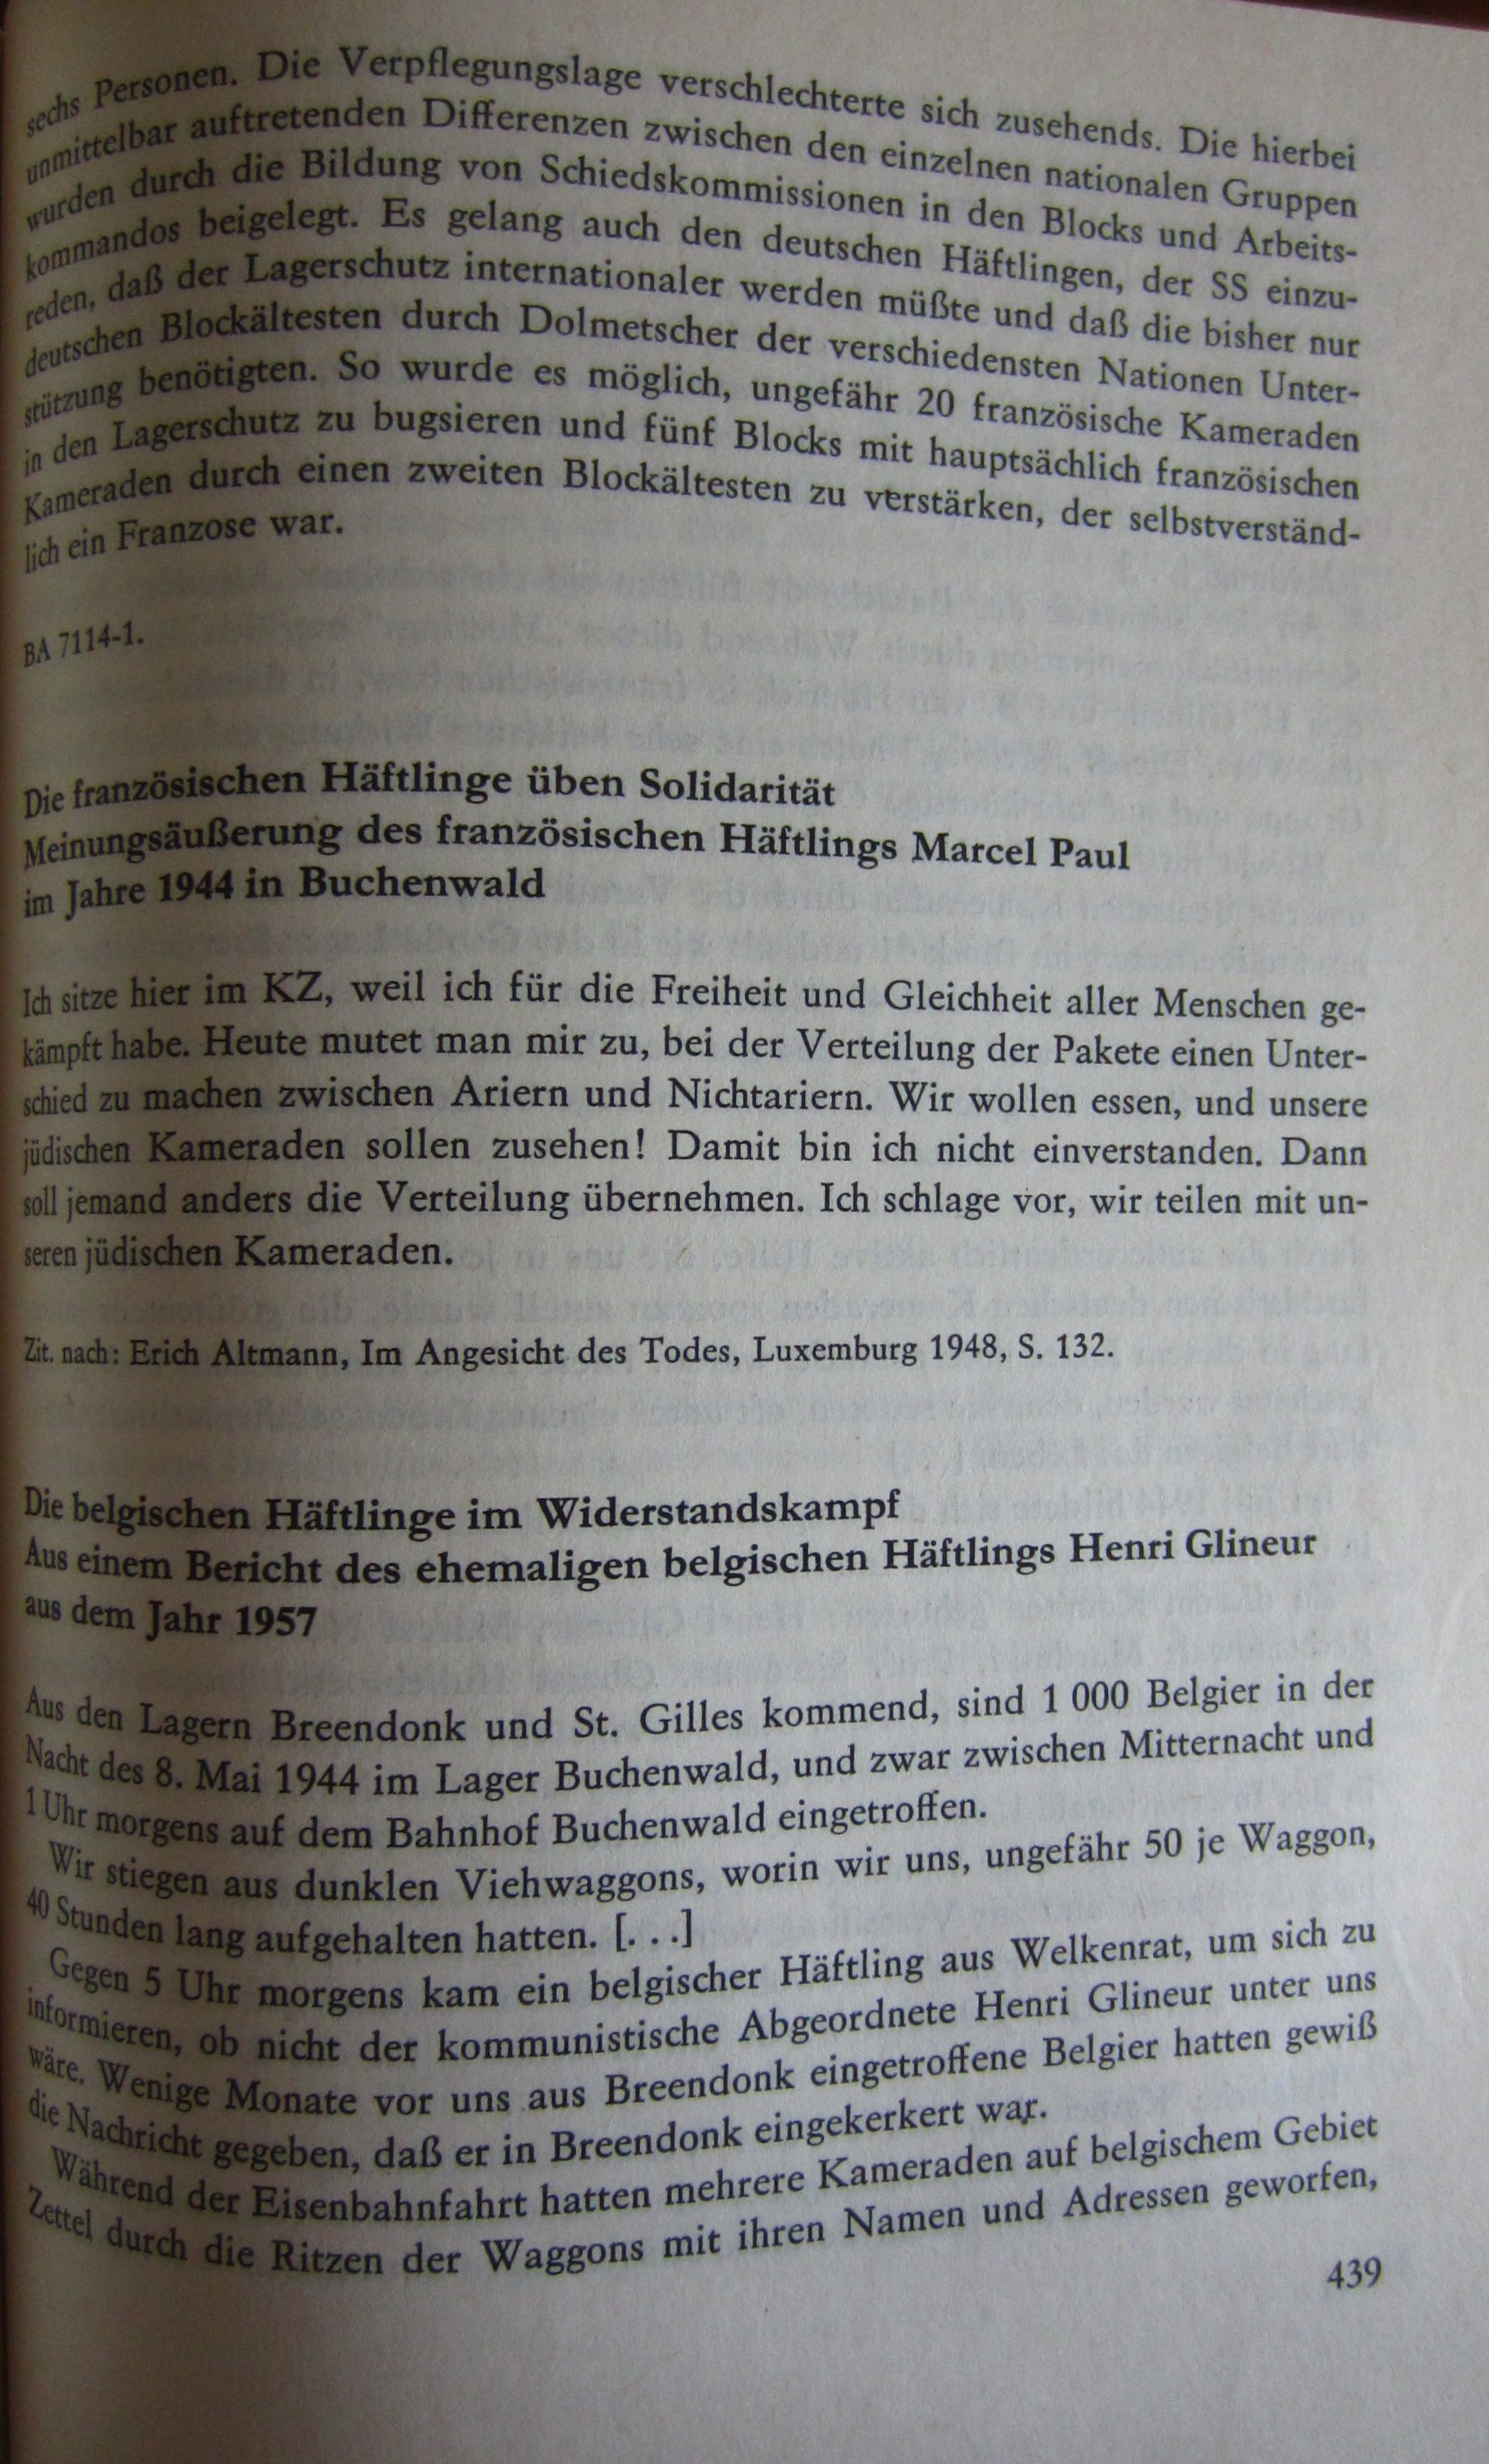 sechs Personen. Die Verpflegungslage verschlechterte sich zusehends. Die hierbei
unmittelbar auftretenden Differenzen zwischen den einzelnen nationalen Gruppen
wurden durch die Bildung von Schiedskommissionen in den Blocks und Arbeits-
kommandos beigelegt. Es gelang auch den deutschen Häftlingen, der SS einzu-
reden, daß der Lagerschutz internationaler werden müßte und daß die bisher nur
deutschen Blockältesten durch Dolmetscher der verschiedensten Nationen Unter-
stützung benötigten. So wurde es möglich, ungefähr 20 französische Kameraden
in den Lagerschutz zu bugsieren und fünf Blocks mit hauptsächlich französischen
Kameraden durch einen zweiten Blockältesten zu verstärken, der selbstverständ-
lich ein Franzose war.
BA 7114-1.
Die französischen Häftlinge üben Solidarität
Meinungsäußerung des französischen Häftlings Marcel Paul
im Jahre 1944 in Buchenwald
Ich sitze hier im KZ, weil ich für die Freiheit und Gleichheit aller Menschen ge-
kämpft habe. Heute mutet man mir zu, bei der Verteilung der Pakete einen Unter-
schied zu machen zwischen Ariern und Nichtariern. Wir wollen essen, und unsere
jüdischen Kameraden sollen zusehen! Damit bin ich nicht einverstanden. Dann
soll jemand anders die Verteilung übernehmen. Ich schlage vor, wir teilen mit un-
seren jüdischen Kameraden.
Zit. nach: Erich Altmann, Im Angesicht des Todes, Luxemburg 1948, S. 132.
Die belgischen Häftlinge im Widerstandskampf
Aus einem Bericht des ehemaligen belgischen Häftlings Henri Glineur
aus dem Jahr 1957
Aus den Lagern Breendonk und St. Gilles kommend, sind 1 000 Belgier in der
Nacht des 8. Mai 1944 im Lager Buchenwald, und zwar zwischen Mitternacht und
1 Uhr morgens auf dem Bahnhof Buchenwald eingetroffen.
Wir stiegen aus dunklen Viehwaggons, worin wir uns, ungefähr 50 je Waggon,
40 Stunden lang aufgehalten hatten. [. . .]
Gegen 5 Uhr morgens kam ein belgischer Häftling aus Welkenrat, um sich zu
informieren, ob nicht der kommunistische Abgeordnete Henri Glineur unter uns
wäre. Wenige Monate vor uns aus Breendonk eingetroffene Belgier hatten gewiß
die Nachricht gegeben, daß er in Breendonk eingekerkert war.
Während der Eisenbahnfahrt hatten mehrere Kameraden auf belgischem Gebiet
Zettel durch die Ritzen der Waggons mit ihren Namen und Adressen geworfen,
439